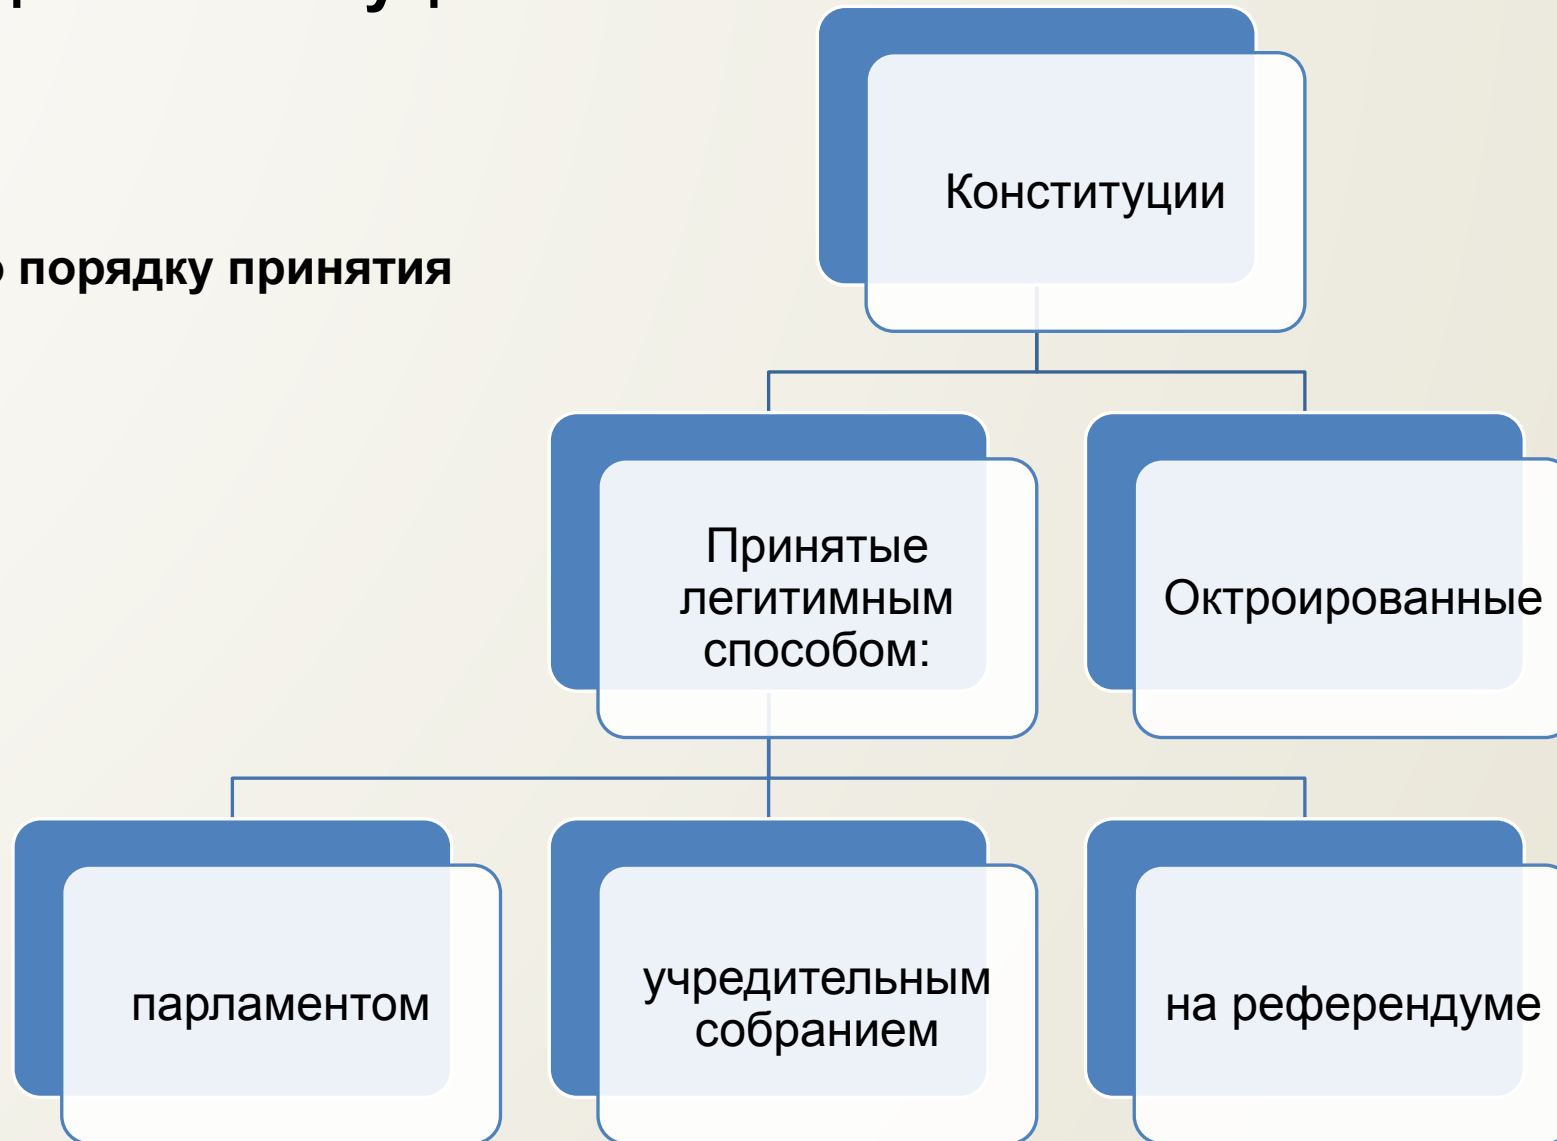 Конституции
порядку принятия
Принятые
легитимным
способом:
Октроированные
парламентом
учредительным
собранием
на референдуме